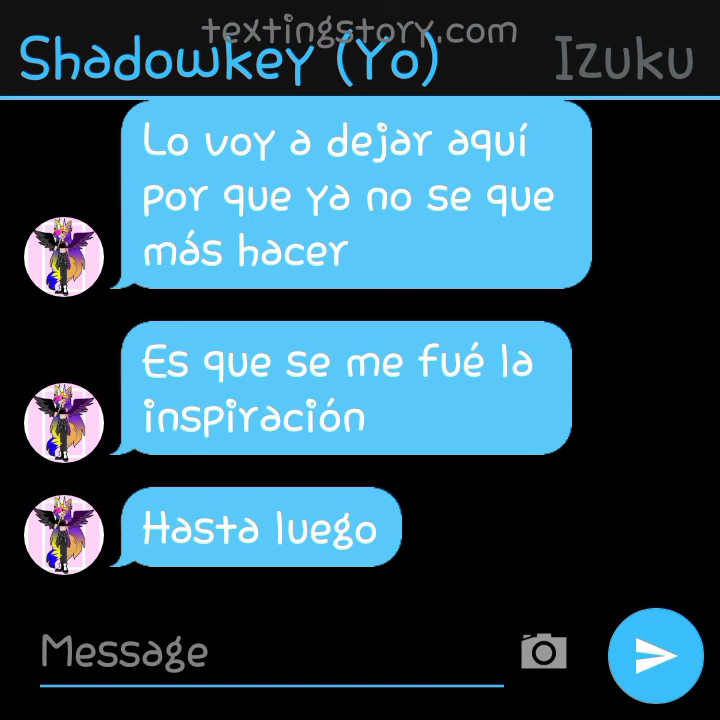 textingstory.com
Shadowkey (Yo) Izuku
Lo voy a dejar aquí
por que ya no se que
más hacer
Es que se me fué la
inspiración
Hasta luego
Message